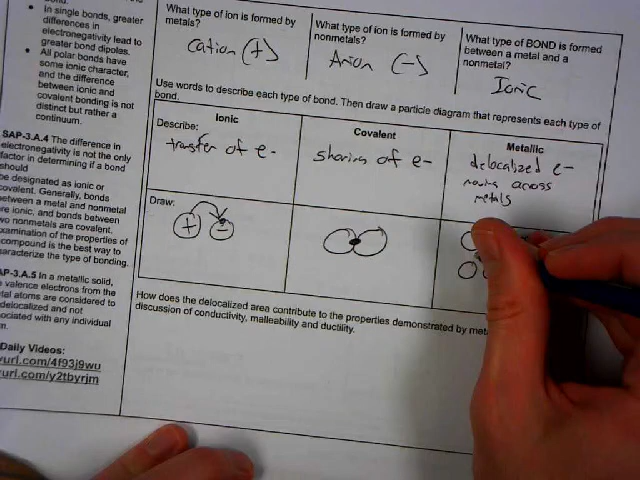 In single bonds, greater
differences in
electronegativity lead to
greater bond dipoles.
All polar bonds have
some ionic character,
and the difference
between ionic and
covalent bonding is not
distinct but rather a
continuum.
SAP-3.A.4 The difference in
electronegativity is not the only
factor in determining if a bond
should
be designated as ionic or
covalent. Generally, bonds
between a metal and nonmetal
are ionic, and bonds between
two nonmetals are covalent.
Examination of the properties of
compound is the best way to
characterize the type of bonding.
SAP-3.A.5 In a metallic solid,
valence electrons from the
metal atoms are considered to
delocalized and not
associated with any individual
Daily Videos:
yurl.com/4f93j9wu
yurl.com/y2tbyrjm
What type of ion is formed by
metals?
cation (+)
What type of ion is formed by
nonmetals?
Anion (-)
What type of BOND is formed
between a metal and a
nonmetal?
Ionic
Use words to describe each type of bond. Then draw a particle diagram that represents each type of
bond.
Ionic
Covalent
Metallic
Describe:
transfer of e-
sharing of e-
delocalized e-
moving across
metals
Draw:
+ -
How does the delocalized area contribute to the properties demonstrated by
discussion of conductivity, malleability and ductility.